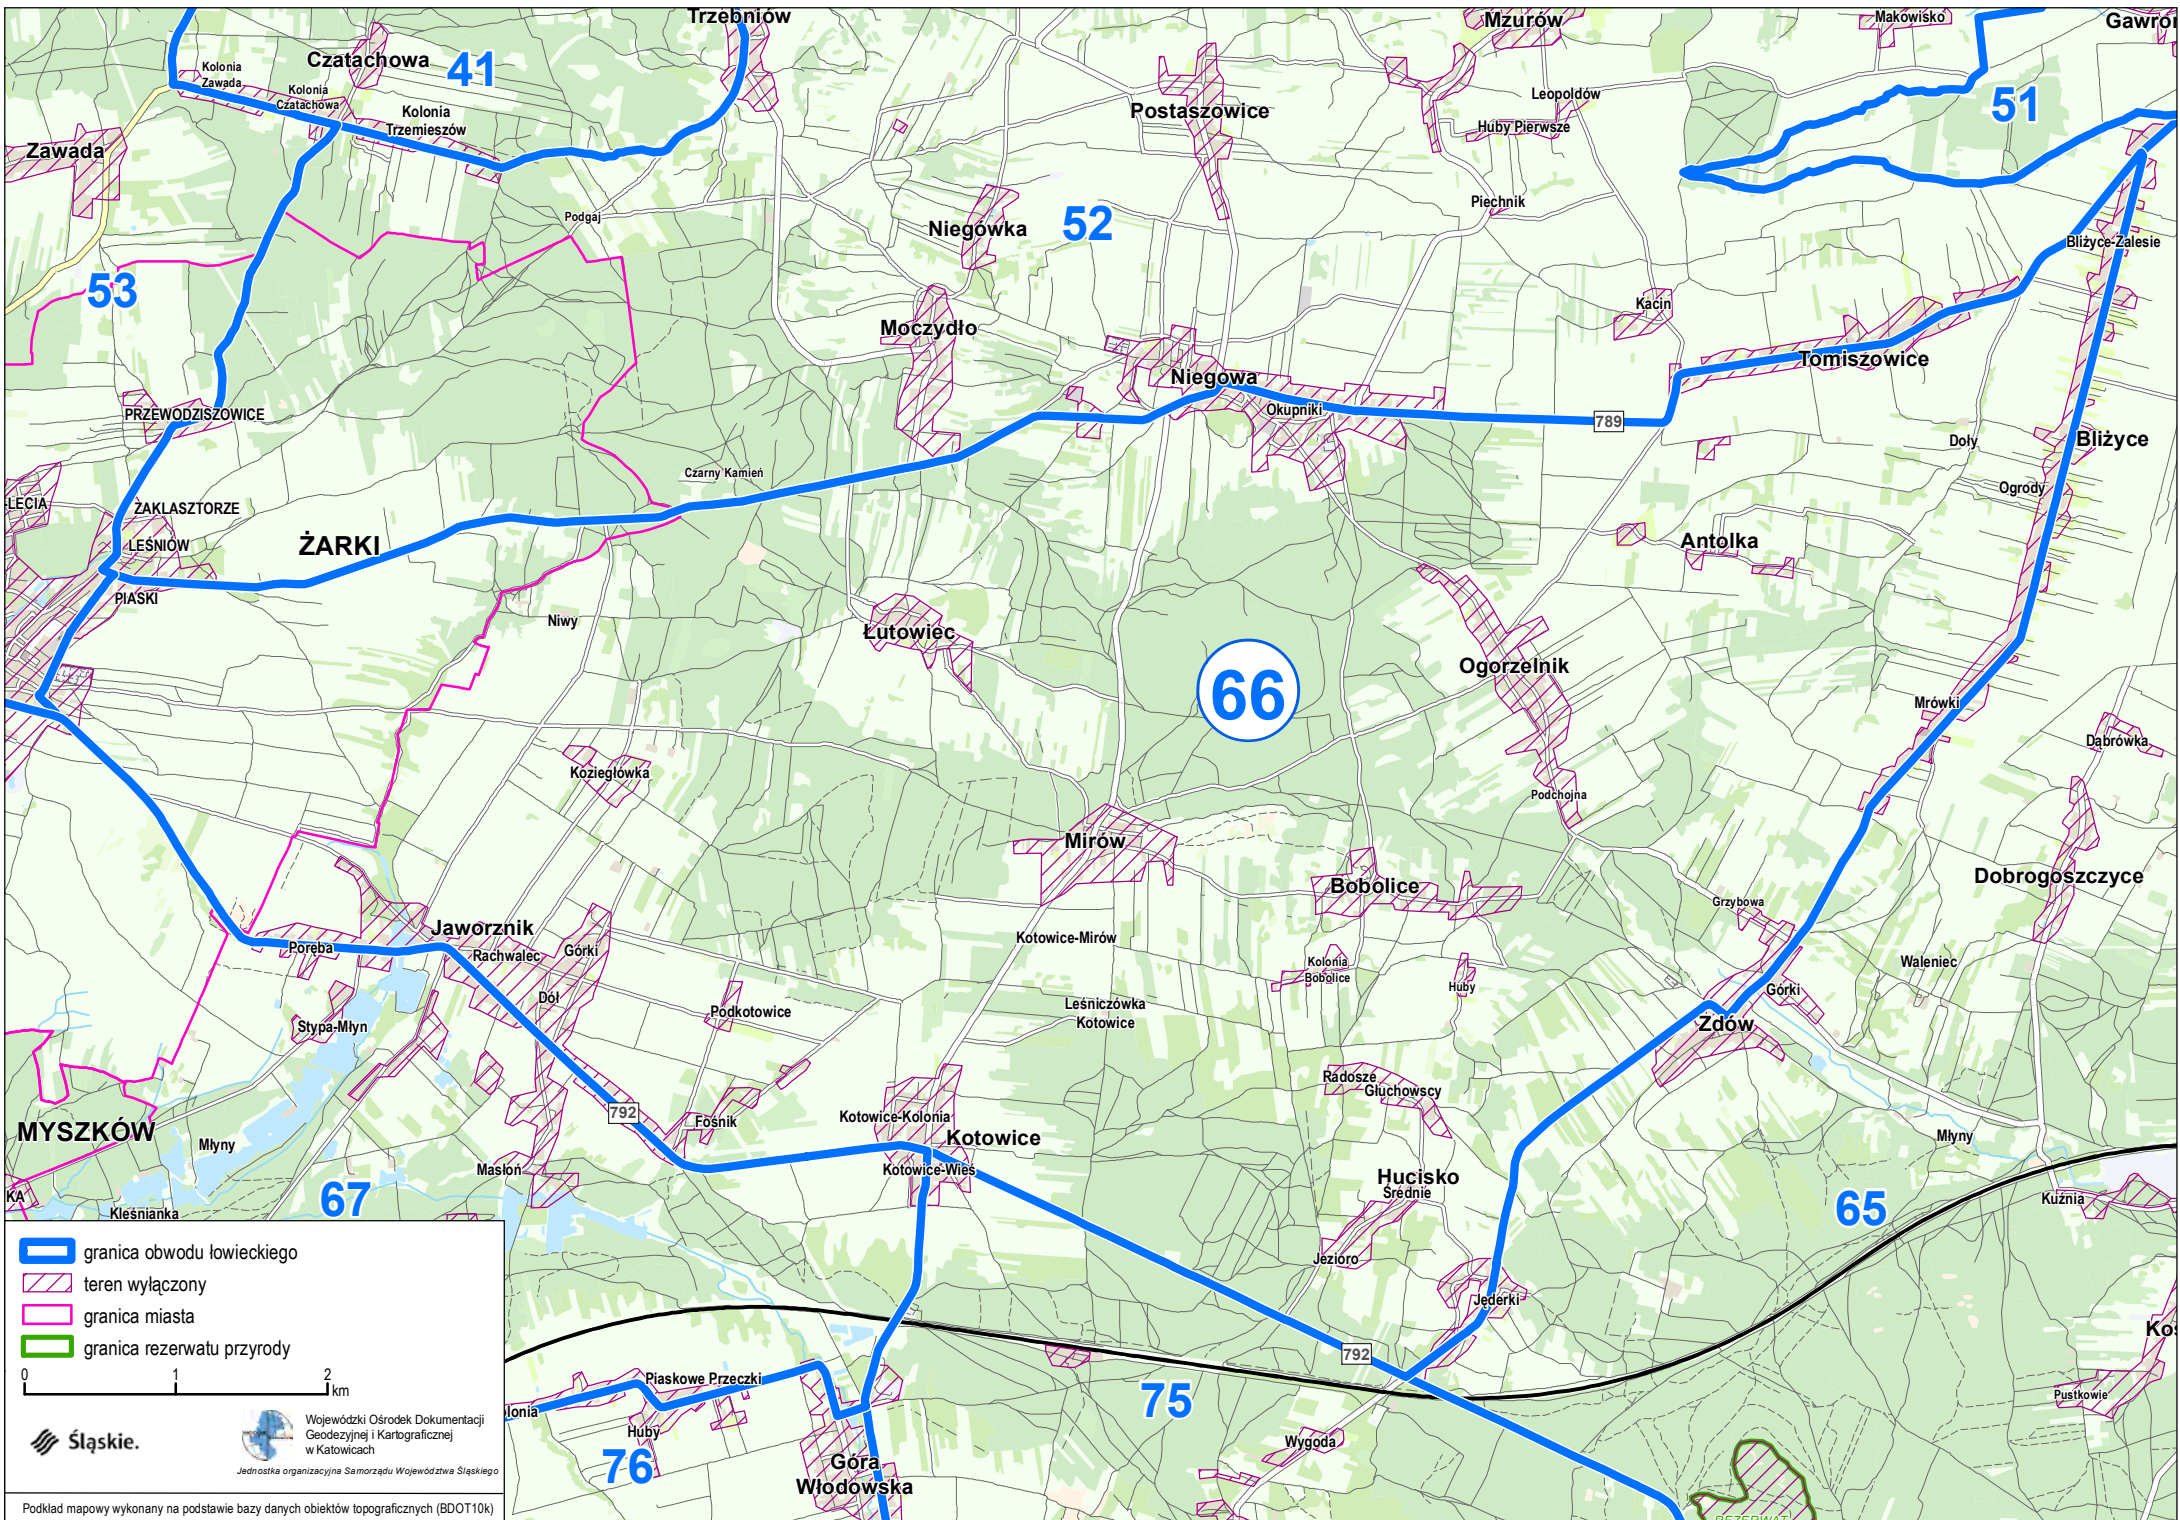 Trzebniów
Mzurów
Makowisko
Czatachowa
41
Kolonia
Zawada
Kolonia
Czatachowa
Kolonia
Trzemieszów
Leopoldów
51
Postaszowice
Huby Pierwsze
Zawada
Podgaj
Niegówka
52
Piechnik
Bliżyce-Zalesie
53
Moczydło
Kacin
Niegowa
Tomiszowice
Okupniki
PRZEWODZISZOWICE
789
Doły
Bliżyce
Czarny Kamień
Ogrody
ZAKLASZTORZE
LEŚNIÓW
ŻARKI
Antolka
PIASKI
Niwy
Łutowiec
66
Ogorzelnik
Mrówki
Dąbrówka
Koziegłówka
Podchojna
Mirów
Bobolice
Dobrogoszczyce
Grzybowa
Jaworznik
Poręba
Rachwalec
Górki
Kotowice-Mirów
Kolonia
Bobolice
Huby
Waleniec
Górki
Dół
Podkotowice
Leśniczówka
Kotowice
Stypa-Młyn
Zdów
Radosze
Głuchowscy
792
Fośnik
Kotowice-Kolonia
Kotowice
MYSZKÓW
Młyny
Młyny
Masłoń
Kotowice-Wieś
Hucisko
Średnie
67
65
Kuźnia
KA
Kleśnianka
Jezioro
Jęderki
792
Piaskowe Przeczki
75
Pustkowie
Huby
76
Wygoda
Góra
Włodowska
granica obwodu łowieckiego
teren wyłączony
granica miasta
granica rezerwatu przyrody
0 1 2 km
Śląskie.
Wojewódzki Ośrodek Dokumentacji
Geodezyjnej i Kartograficznej
w Katowicach
Jednostka organizacyjna Samorządu Województwa Śląskiego
Podkład mapowy wykonany na podstawie bazy danych obiektów topograficznych (BDOT10k)